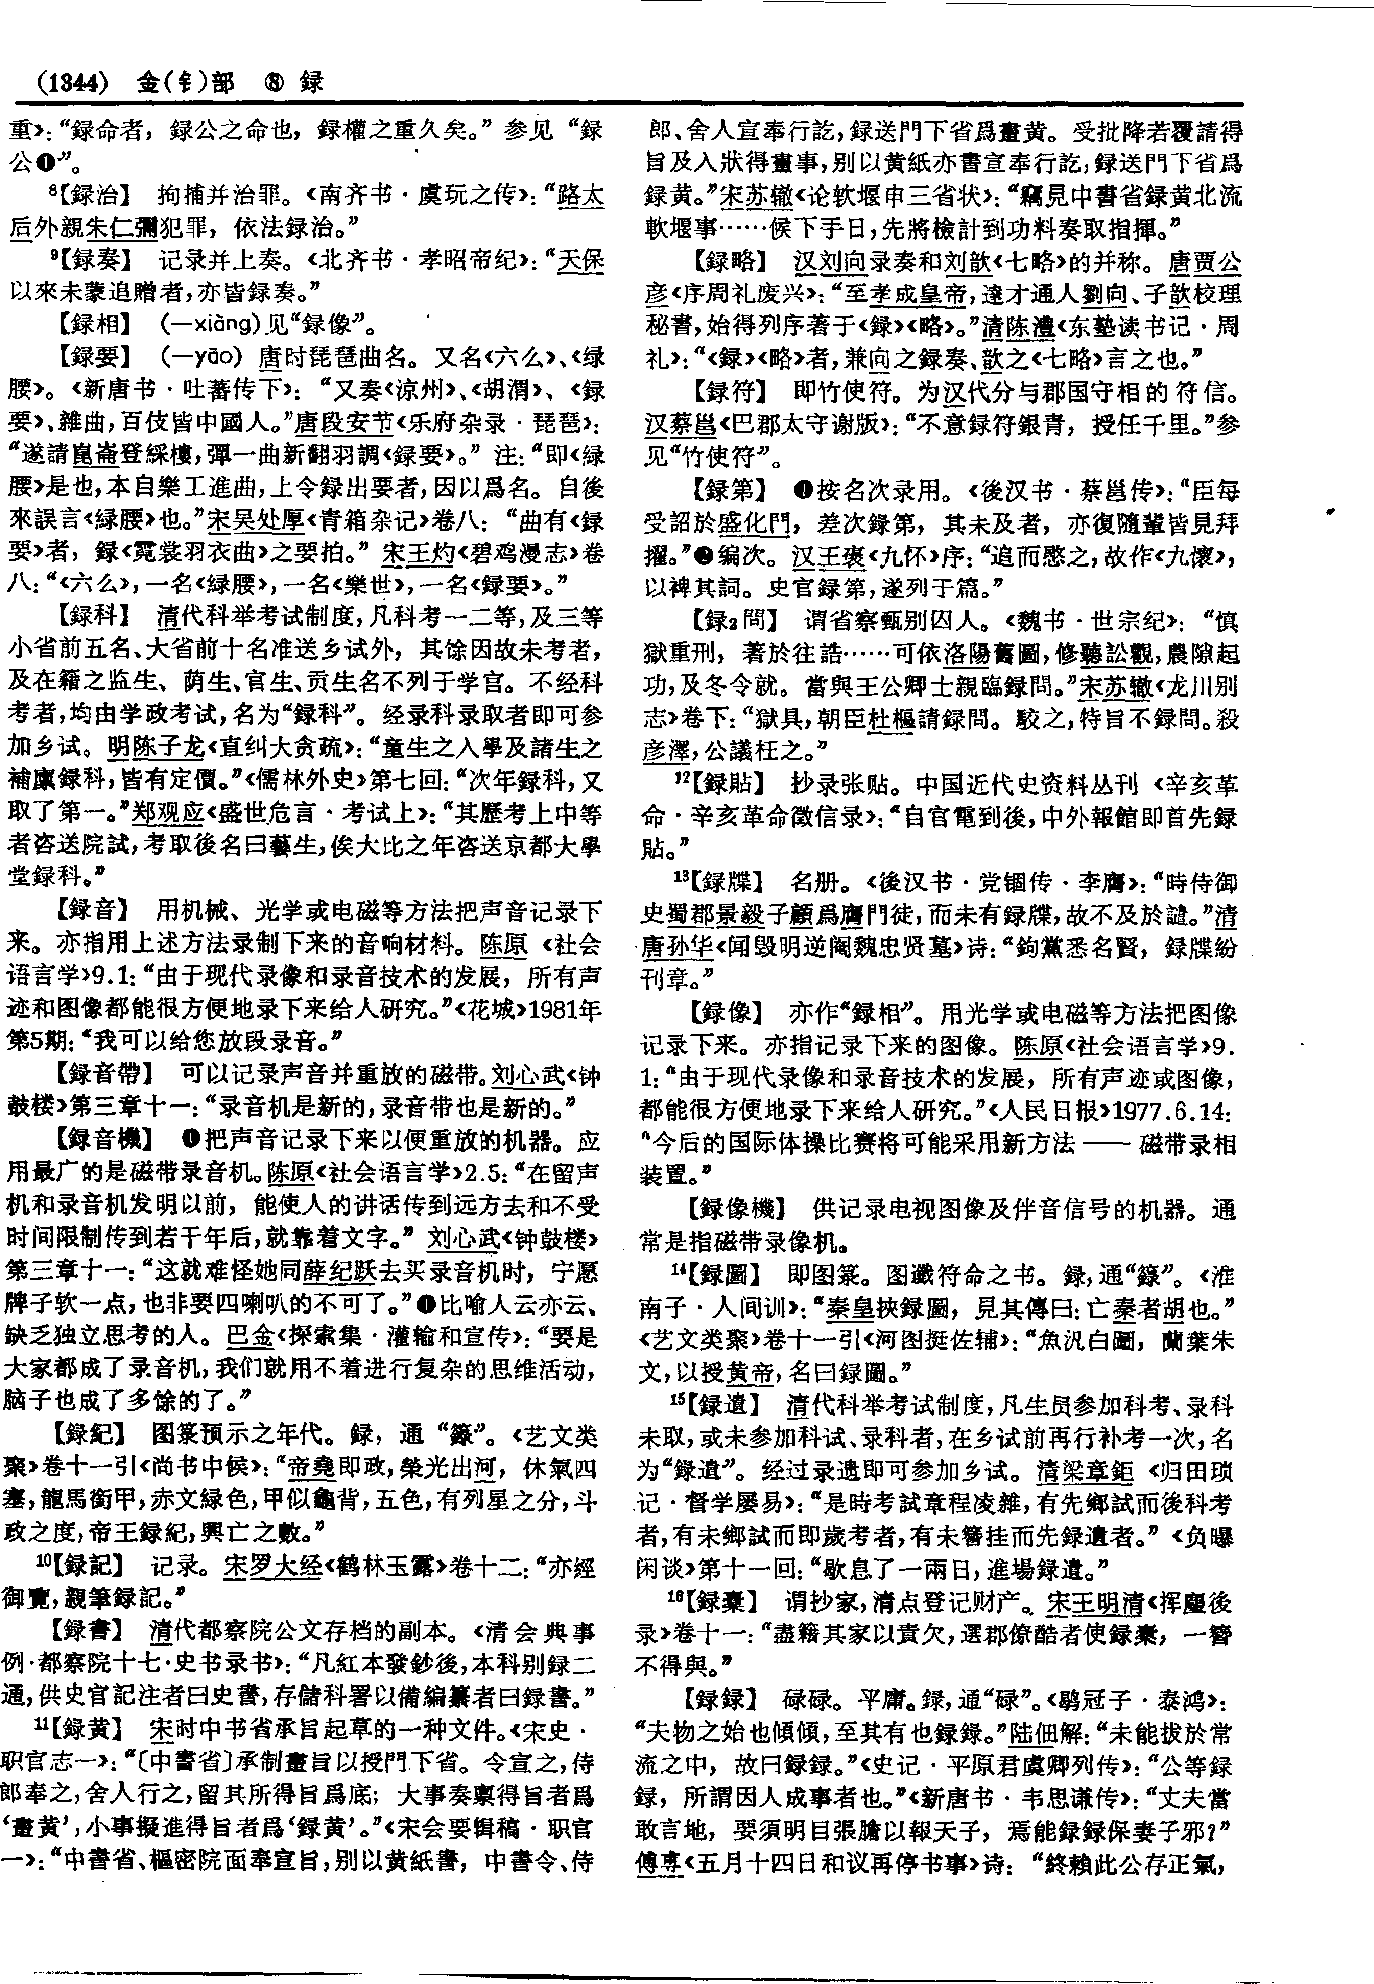 (1344) 金(钅)部 ⑧ 録
重》：“録命者，録公之命也，録權之重久矣。”参见“録
公❶”。
⁸【録治】 拘捕并治罪。《南齐书·虞玩之传》：“路太
后外親朱仁彌犯罪，依法録治。”
⁹【録奏】 记录并上奏。《北齐书·孝昭帝纪》：“天保
以來未蒙追贈者，亦皆録奏。”
【録相】 （—xiàng）见“録像”。
【録要】 （—yāo）唐时琵琶曲名。又名《六么》、《绿
腰》。《新唐书·吐蕃传下》：“又奏《涼州》、《胡渭》、《録
要》、雜曲，百伎皆中國人。”唐段安节《乐府杂录·琵琶》：
“遂請崑崙登綵樓，彈一曲新翻羽調《録要》。”注：“即《緑
腰》是也，本自樂工進曲，上令録出要者，因以爲名。自後
來誤言《緑腰》也。”宋吴处厚《青箱杂记》卷八：“曲有《録
要》者，録《霓裳羽衣曲》之要拍。”宋王灼《碧鸡漫志》卷
八：“《六么》，一名《緑腰》，一名《樂世》，一名《録要》。”
【録科】 清代科举考试制度，凡科考一二等，及三等
小省前五名、大省前十名准送乡试外，其馀因故未考者，
及在籍之监生、荫生、官生、贡生名不列于学官。不经科
考者，均由学政考试，名为“録科”。经录科录取者即可参
加乡试。明陈子龙《直纠大贪疏》：“童生之入學及諸生之
補廩録科，皆有定價。”《儒林外史》第七回：“次年録科，又
取了第一。”郑观应《盛世危言·考试上》：“其歷考上中等
者咨送院試，考取後名曰藝生，俟大比之年咨送京都大學
堂録科。”
【録音】 用机械、光学或电磁等方法把声音记录下
来。亦指用上述方法录制下来的音响材料。陈原《社会
语言学》9.1：“由于现代录像和录音技术的发展，所有声
迹和图像都能很方便地录下来给人研究。”《花城》1981年
第5期：“我可以给您放段录音。”
【録音帶】 可以记录声音并重放的磁带。刘心武《钟
鼓楼》第三章十一：“录音机是新的，录音带也是新的。”
【録音機】 ❶把声音记录下来以便重放的机器。应
用最广的是磁带录音机。陈原《社会语言学》2.5：“在留声
机和录音机发明以前，能使人的讲话传到远方去和不受
时间限制传到若干年后，就靠着文字。”刘心武《钟鼓楼》
第三章十一：“这就难怪她同薛纪跃去买录音机时，宁愿
牌子软一点，也非要四喇叭的不可了。”❶比喻人云亦云、
缺乏独立思考的人。巴金《探索集·灌输和宣传》：“要是
大家都成了录音机，我们就用不着进行复杂的思维活动，
脑子也成了多馀的了。”
【録紀】 图箓预示之年代。録，通“籙”。《艺文类
聚》卷十一引《尚书中候》：“帝堯即政，榮光出河，休氣四
塞，龍馬銜甲，赤文緑色，甲似龜背，五色，有列星之分，斗
政之度，帝王録紀，興亡之數。”
¹⁰【録記】 记录。宋罗大经《鹤林玉露》卷十二：“亦經
御覽，親筆録記。”
【録書】 清代都察院公文存档的副本。《清会典事
例·都察院十七·史书录书》：“凡紅本發鈔後，本科别録二
通，供史官記注者曰史書，存儲科署以備編纂者曰録書。”
¹¹【録黄】 宋时中书省承旨起草的一种文件。《宋史·
职官志一》：“〔中書省〕承制畫旨以授門下省。令宣之，侍
郎奉之，舍人行之，留其所得旨爲底；大事奏稟得旨者爲
‘畫黄’，小事擬進得旨者爲‘録黄’。”《宋会要辑稿·职官
一》：“中書省、樞密院面奉宣旨，别以黄紙書，中書令、侍
郎、舍人宣奉行訖，録送門下省爲畫黄。受批降若覆請得
旨及入狀得畫事，别以黄紙亦書宣奉行訖，録送門下省爲
録黄。”宋苏辙《论软堰申三省状》：“竊見中書省録黄北流
軟堰事……候下手日，先將檢計到功料奏取指揮。”
【録略】 汉刘向录奏和刘歆《七略》的并称。唐贾公
彦《序周礼废兴》：“至孝成皇帝，達才通人劉向、子歆校理
秘書，始得列序著于《録》《略》。”清陈澧《东塾读书记·周
礼》：“《録》《略》者，兼向之録奏、歆之《七略》言之也。”
【録符】 即竹使符。为汉代分与郡国守相的符信。
汉蔡邕《巴郡太守谢版》：“不意録符銀青，授任千里。”参
见“竹使符”。
【録第】 ❶按名次录用。《後汉书·蔡邕传》：“臣每
受詔於盛化門，差次録第，其未及者，亦復隨輩皆見拜
擢。”❷编次。汉王褒《九怀》序：“追而愍之，故作《九懷》，
以裨其詞。史官録第，遂列于篇。”
【録₂問】 谓省察甄别囚人。《魏书·世宗纪》：“慎
獄重刑，著於往誥……可依洛陽舊圖，修聽訟觀，農隙起
功，及冬令就。當與王公卿士親臨録問。”宋苏辙《龙川别
志》卷下：“獄具，朝臣杜樞請録問。駮之，特旨不録問。殺
彦澤，公議枉之。”
¹²【録貼】 抄录张贴。中国近代史资料丛刊《辛亥革
命·辛亥革命徵信录》：“自官電到後，中外報館即首先録
貼。”
¹³【録牒】 名册。《後汉书·党锢传·李膺》：“時侍御
史蜀郡景毅子顧爲膺門徒，而未有録牒，故不及於譴。”清
唐孙华《闻毁明逆阉魏忠贤墓》诗：“鉤黨悉名賢，録牒紛
刊章。”
【録像】 亦作“録相”。用光学或电磁等方法把图像
记录下来。亦指记录下来的图像。陈原《社会语言学》9.
1：“由于现代录像和录音技术的发展，所有声迹或图像，
都能很方便地录下来给人研究。”《人民日报》1977.6.14：
“今后的国际体操比赛将可能采用新方法——磁带录相
装置。”
【録像機】 供记录电视图像及伴音信号的机器。通
常是指磁带录像机。
¹⁴【録圖】 即图箓。图谶符命之书。録，通“籙”。《淮
南子·人间训》：“秦皇挾録圖，見其傳曰：亡秦者胡也。”
《艺文类聚》卷十一引《河图挺佐辅》：“魚汎白圖，蘭葉朱
文，以授黄帝，名曰録圖。”
¹⁵【録遺】 清代科举考试制度，凡生员参加科考、录科
未取，或未参加科试、录科者，在乡试前再行补考一次，名
为“録遺”。经过录遗即可参加乡试。清梁章鉅《归田琐
记·督学屡易》：“是時考試章程凌雜，有先鄉試而後科考
者，有未鄉試而即歲考者，有未簪挂而先録遺者。”《负曝
闲谈》第十一回：“歇息了一兩日，進場録遺。”
¹⁶【録棄】 谓抄家，清点登记财产。宋王明清《挥麈後
录》卷十一：“盡籍其家以責欠，選郡僚酷者使録棄，一簪
不得與。”
【録録】 碌碌。平庸。録，通“碌”。《鹖冠子·泰鸿》：
“夫物之始也傾傾，至其有也録録。”陆佃解：“未能拔於常
流之中，故曰録録。”《史记·平原君虞卿列传》：“公等録
録，所謂因人成事者也。”《新唐书·韦思谦传》：“丈夫當
敢言地，要須明目張膽以報天子，焉能録録保妻子邪？”
傅尃《五月十四日和议再停书事》诗：“終賴此公存正氣，